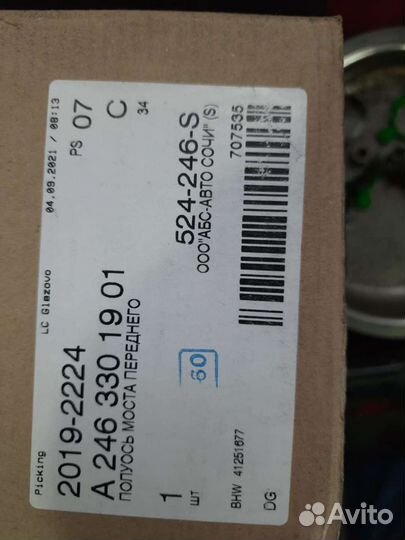 Picking LC Glazovo 04.09.2021 / 08:13
2019-2224 PS 07
A 246 330 19 01 C
ПОЛУОСЬ МОСТА ПЕРЕДНЕГО 34
1 60 524-246-S
ШТ ООО"АБС-АВТО СОЧИ" (S)
BHW 41251677 707535
DG
Avito